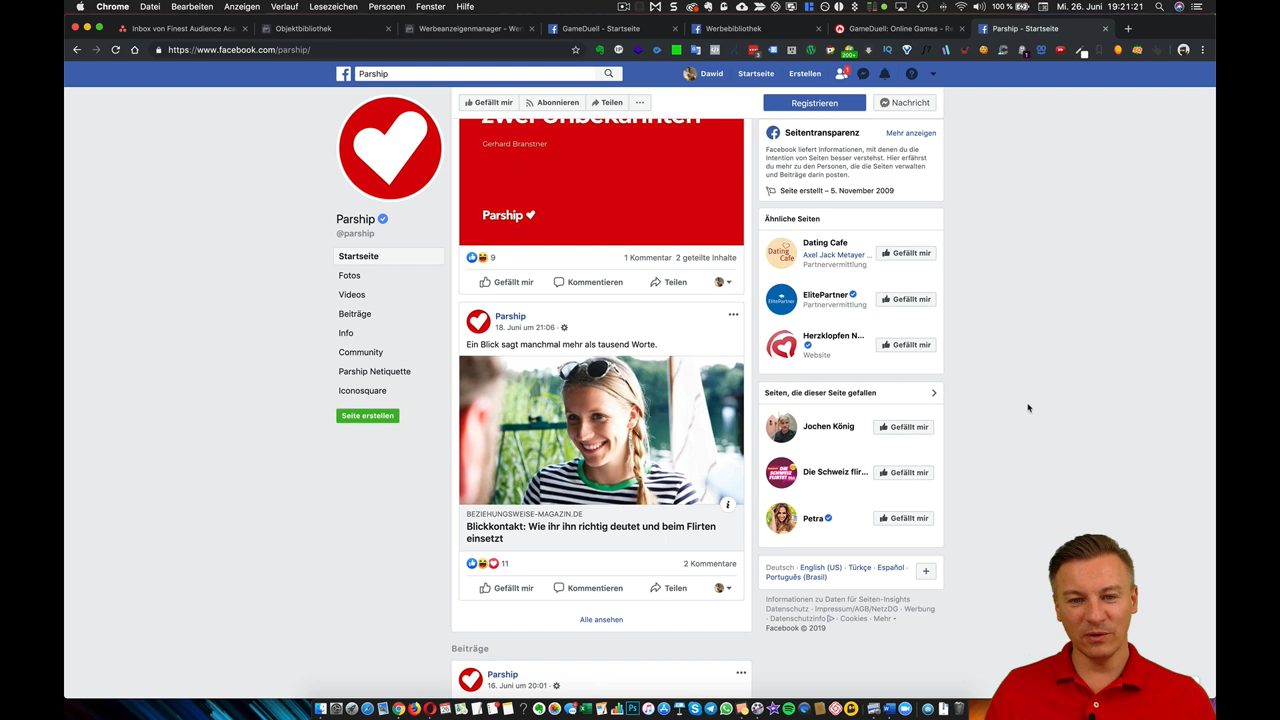 Chrome Datei Bearbeiten Anzeigen Verlauf Lesezeichen Personen Fenster Hilfe
100 % Mi. 26. Juni 19:21:21
Inbox von Finest Audience Aca
Objektbibliothek
Werbeanzeigenmanager - Wer
GameDuell - Startseite
Werbebibliothek
GameDuell: Online Games - Re
Parship - Startseite
https://www.facebook.com/parship/
Parship
Dawid Startseite Erstellen
1
Gefällt mir Abonnieren Teilen ···
Registrieren Nachricht
zwei Unbekannten
Gerhard Branstner
Parship
9
1 Kommentar 2 geteilte Inhalte
Gefällt mir Kommentieren Teilen
Parship
@parship
Startseite
Fotos
Videos
Beiträge
Info
Community
Parship Netiquette
Iconosquare
Seite erstellen
Parship
18. Juni um 21:06 ·
Ein Blick sagt manchmal mehr als tausend Worte.
BEZIEHUNGSWEISE-MAGAZIN.DE
Blickkontakt: Wie ihr ihn richtig deutet und beim Flirten
einsetzt
11
2 Kommentare
Gefällt mir Kommentieren Teilen
Alle ansehen
Beiträge
Parship
16. Juni um 20:01 ·
Seitentransparenz Mehr anzeigen
Facebook liefert Informationen, mit denen du die
Intention von Seiten besser verstehst. Hier erfährst
du mehr zu den Personen, die die Seiten verwalten
und Beiträge darin posten.
Seite erstellt – 5. November 2009
Ähnliche Seiten
Dating Cafe
Axel Jack Metayer ...
Partnervermittlung
Gefällt mir
ElitePartner
Partnervermittlung
Gefällt mir
Herzklopfen N...
Website
Gefällt mir
Seiten, die dieser Seite gefallen
Jochen König
Gefällt mir
Die Schweiz flir...
Gefällt mir
Petra
Gefällt mir
Deutsch · English (US) · Türkçe · Español ·
Português (Brasil)
Informationen zu Daten für Seiten-Insights
Datenschutz · Impressum/AGB/NetzDG · Werbung
· Datenschutzinfo · Cookies · Mehr
Facebook © 2019